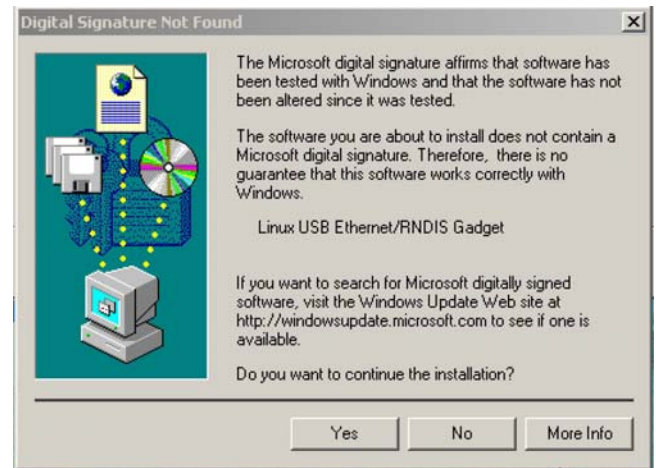 Digital Signature Not Found
The Microsoft digital signature affirms that software has
been tested with Windows and that the software has not
been altered since it was tested.
The software you are about to install does not contain a
Microsoft digital signature. Therefore, there is no
guarantee that this software works correctly with
Windows.
Linux USB Ethernet/RNDIS Gadget
If you want to search for Microsoft digitally signed
software, visit the Windows Update Web site at
http://windowsupdate.microsoft.com to see if one is
available.
Do you want to continue the installation?
Yes
No
More Info